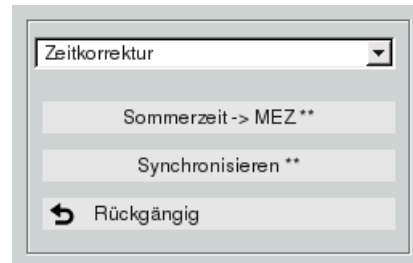 Zeitkorrektur
Sommerzeit -> MEZ **
Synchronisieren **
Rückgängig